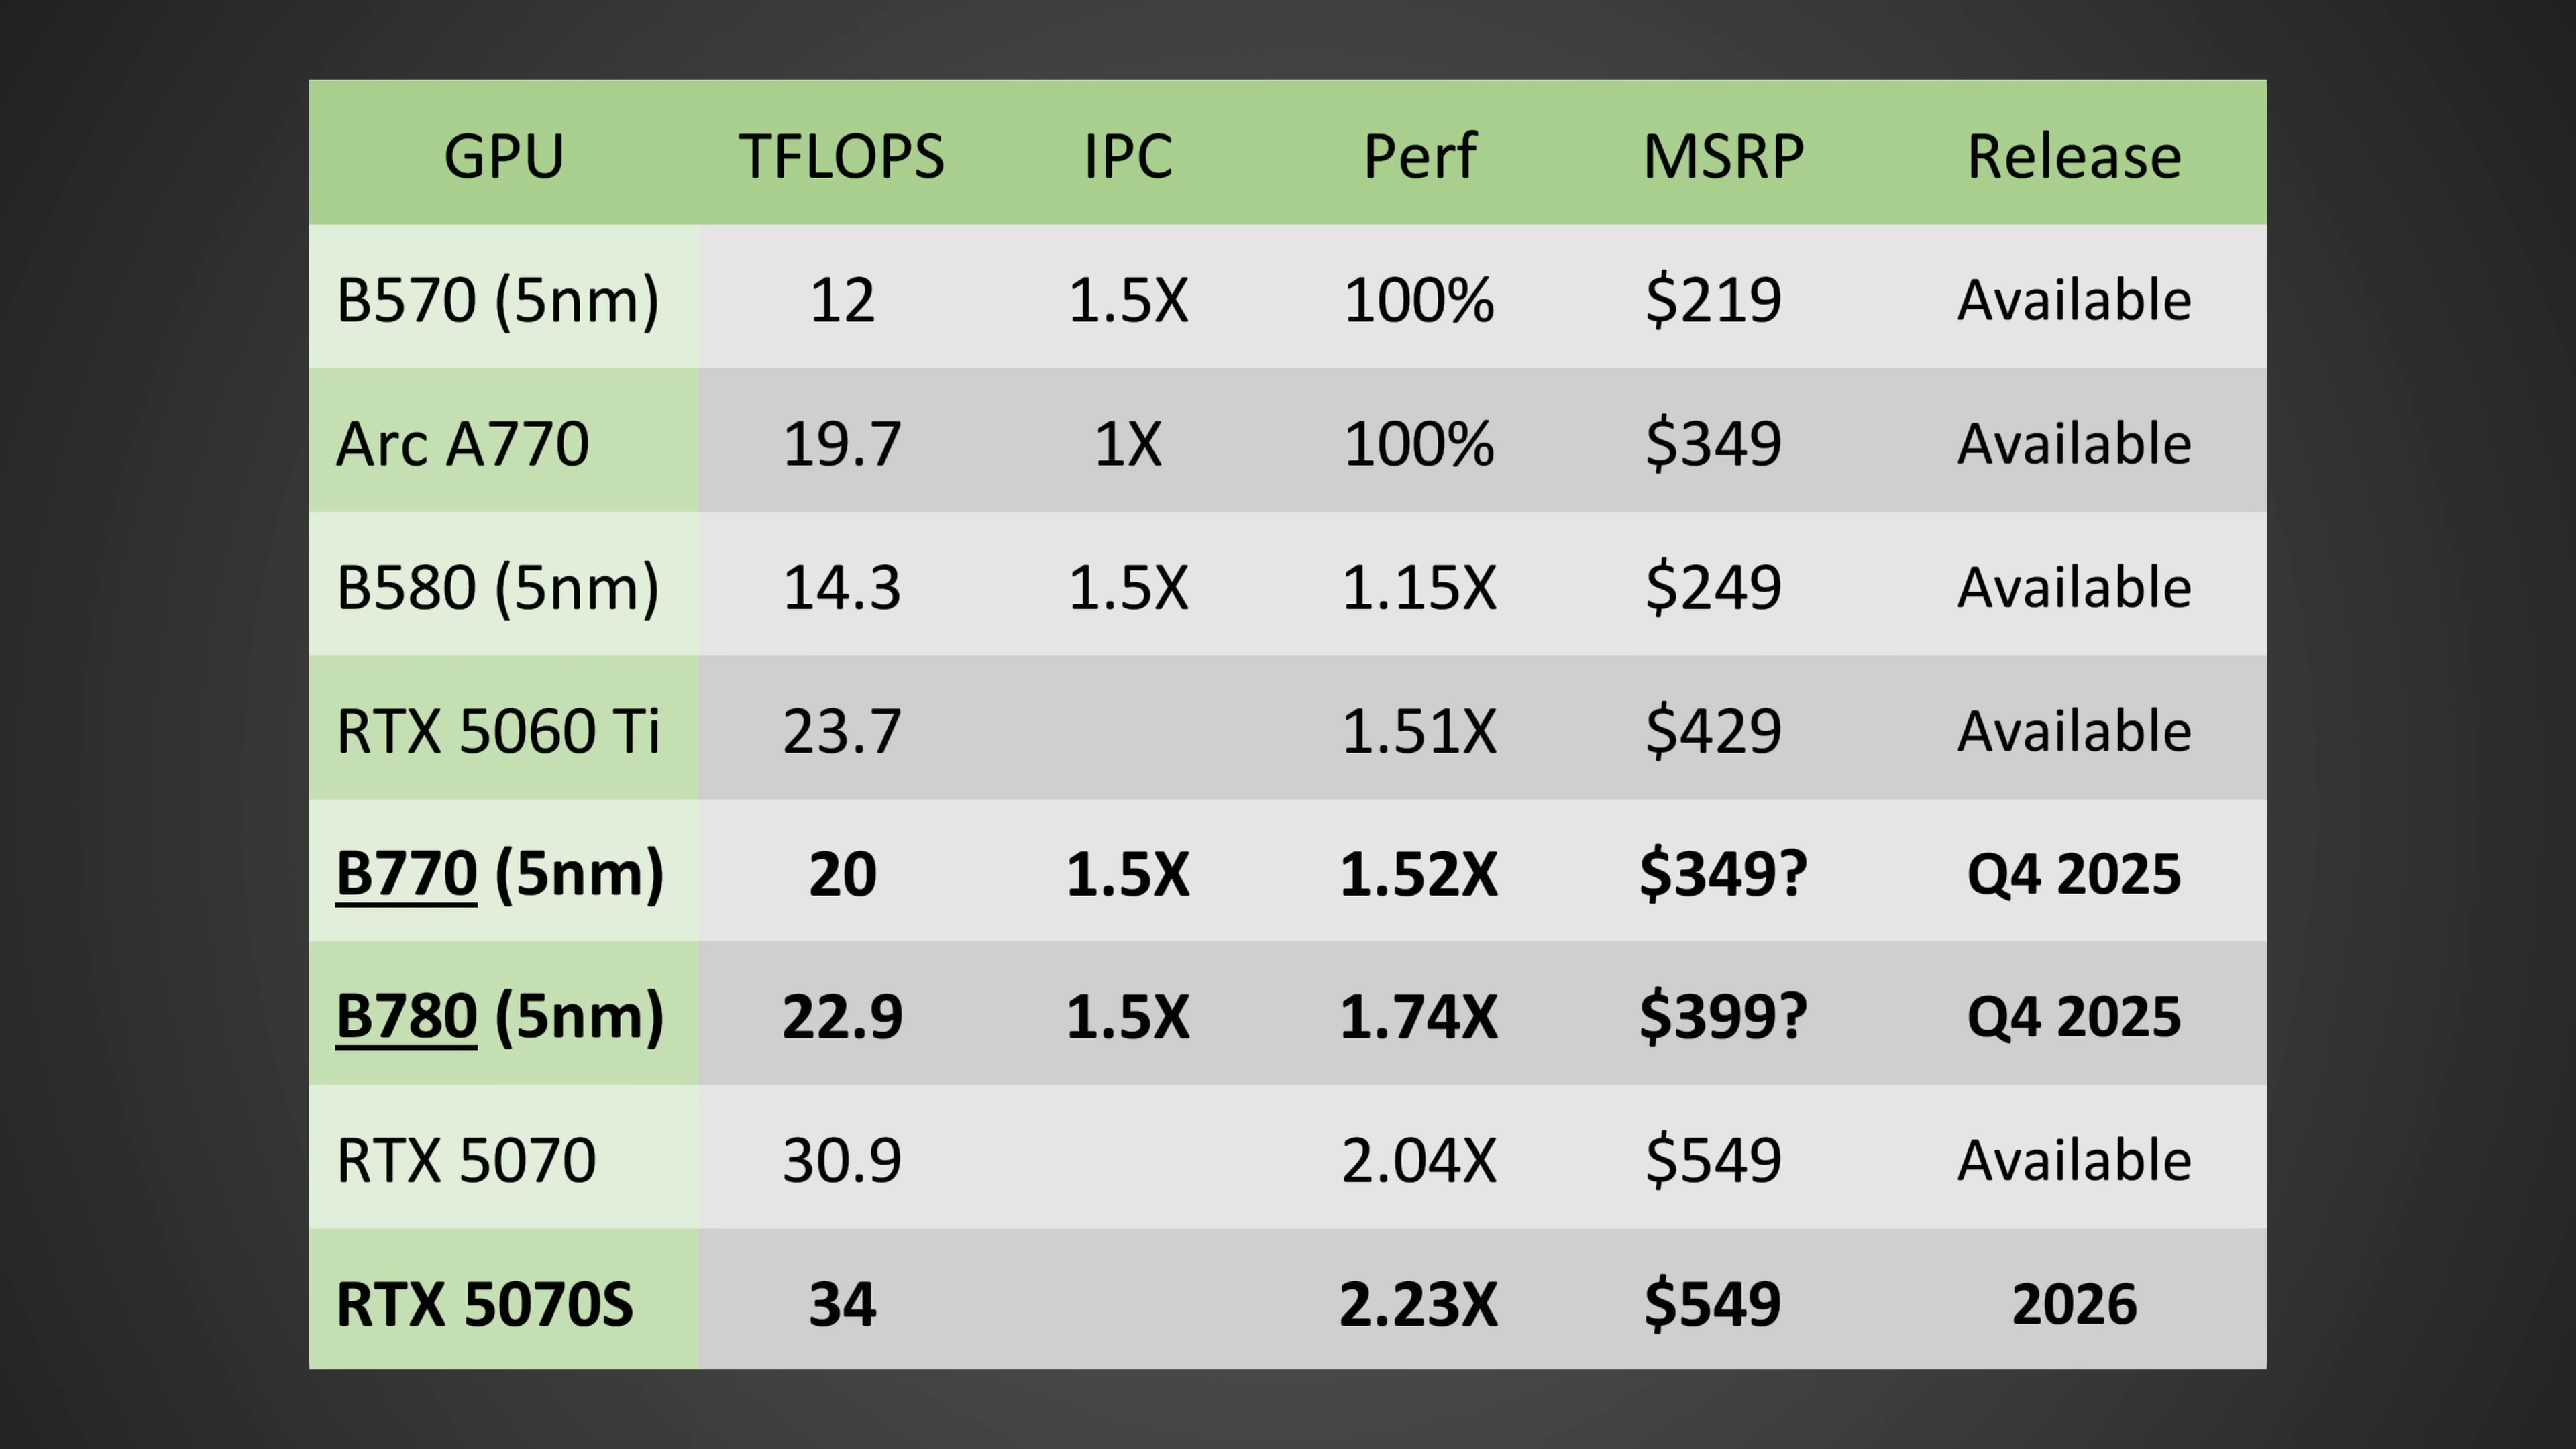 GPU TFLOPS IPC Perf MSRP Release
B570 (5nm) 12 1.5X 100% $219 Available
Arc A770 19.7 1X 100% $349 Available
B580 (5nm) 14.3 1.5X 1.15X $249 Available
RTX 5060 Ti 23.7 1.51X $429 Available
B770 (5nm) 20 1.5X 1.52X $349? Q4 2025
B780 (5nm) 22.9 1.5X 1.74X $399? Q4 2025
RTX 5070 30.9 2.04X $549 Available
RTX 5070S 34 2.23X $549 2026